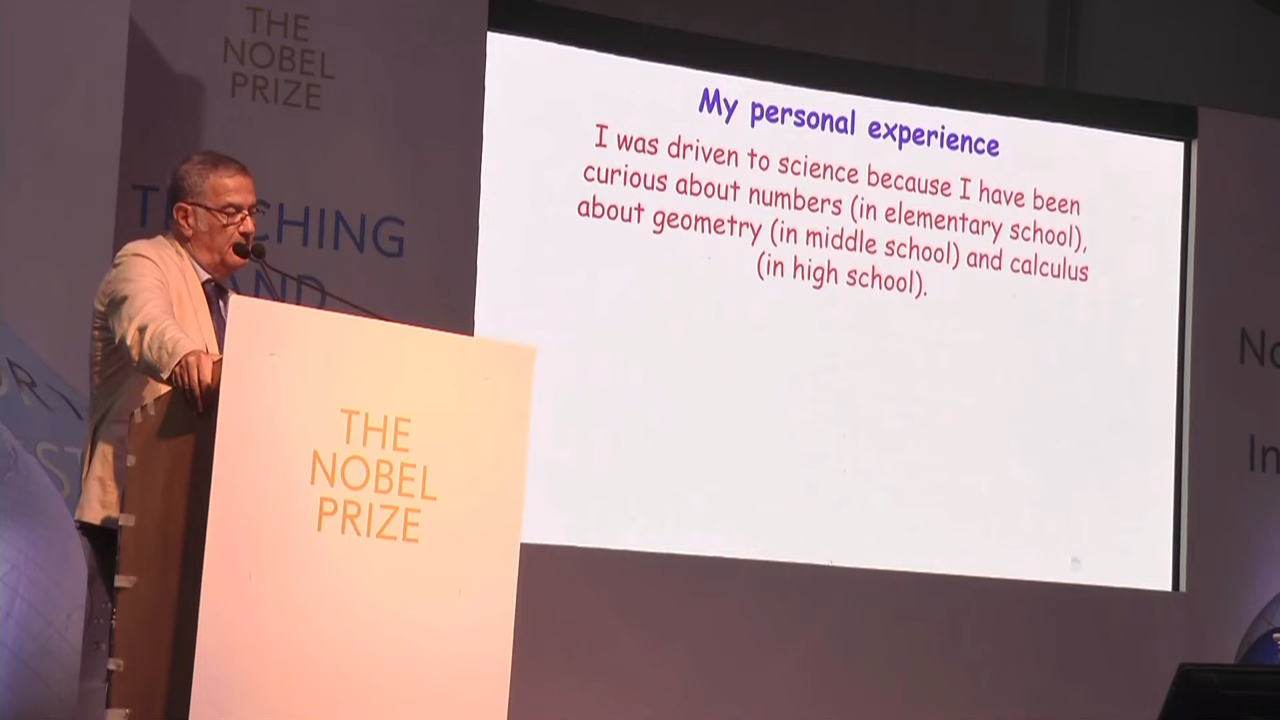 THE
NOBEL
PRIZE
My personal experience
I was driven to science because I have been
curious about numbers (in elementary school),
about geometry (in middle school) and calculus
(in high school).
CHING
AND
THE
NOBEL
PRIZE